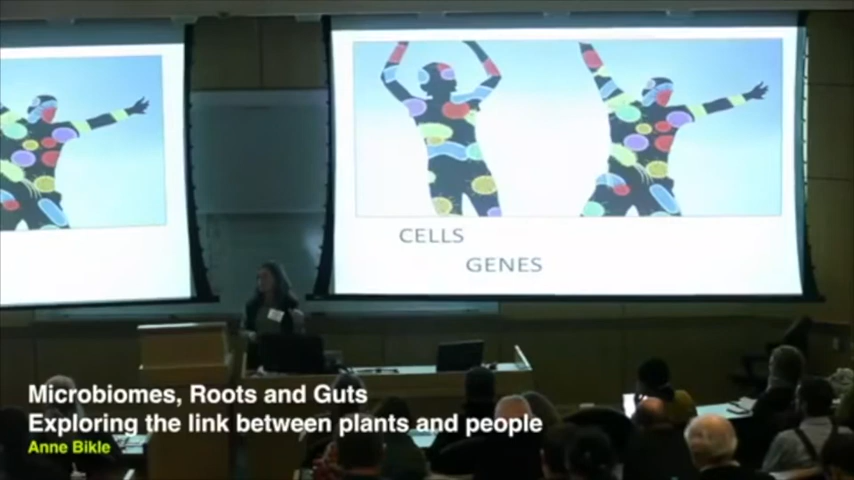 CELLS
GENES
Microbiomes, Roots and Guts
Exploring the link between plants and people
Anne Bikle